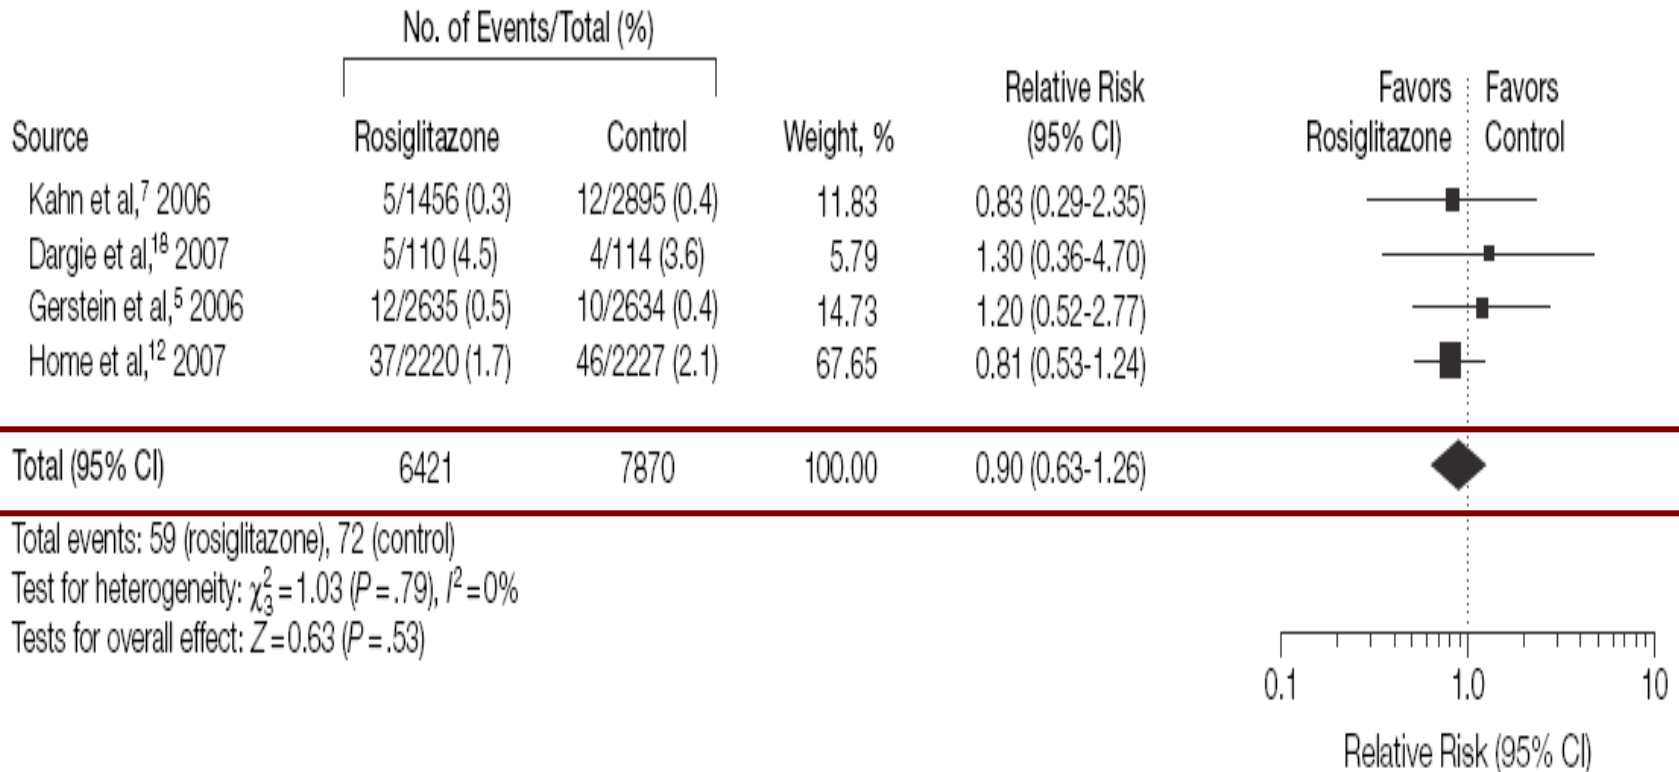 No. of Events/Total (%)
Source Rosiglitazone Control Weight, % Relative Risk (95% CI) Favors Rosiglitazone Favors Control
Kahn et al,7 2006 5/1456 (0.3) 12/2895 (0.4) 11.83 0.83 (0.29-2.35)
Dargie et al,18 2007 5/110 (4.5) 4/114 (3.6) 5.79 1.30 (0.36-4.70)
Gerstein et al,5 2006 12/2635 (0.5) 10/2634 (0.4) 14.73 1.20 (0.52-2.77)
Home et al,12 2007 37/2220 (1.7) 46/2227 (2.1) 67.65 0.81 (0.53-1.24)
Total (95% CI) 6421 7870 100.00 0.90 (0.63-1.26)
Total events: 59 (rosiglitazone), 72 (control)
Test for heterogeneity: χ²₃ = 1.03 (P = .79), I² = 0%
Tests for overall effect: Z = 0.63 (P = .53)
0.1 1.0 10
Relative Risk (95% CI)